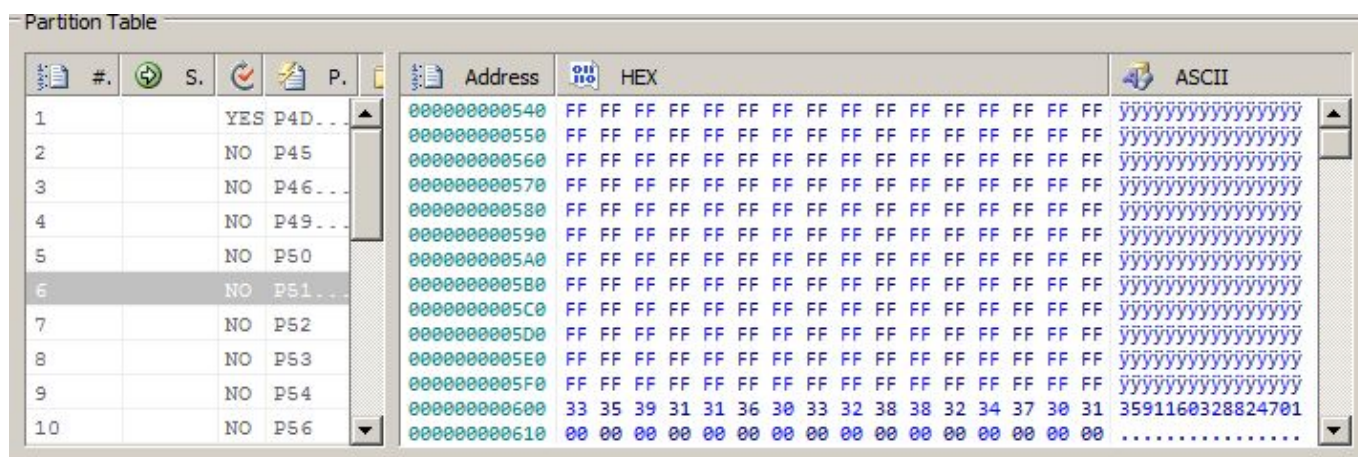 Partition Table
#. S. P. Address HEX ASCII
1 YES P4D...
2 NO P45
3 NO P46...
4 NO P49...
5 NO P50
6 NO P51...
7 NO P52
8 NO P53
9 NO P54
10 NO P56
000000000540 FF FF FF FF FF FF FF FF FF FF FF FF FF FF FF FF ÿÿÿÿÿÿÿÿÿÿÿÿÿÿÿÿ
000000000550 FF FF FF FF FF FF FF FF FF FF FF FF FF FF FF FF ÿÿÿÿÿÿÿÿÿÿÿÿÿÿÿÿ
000000000560 FF FF FF FF FF FF FF FF FF FF FF FF FF FF FF FF ÿÿÿÿÿÿÿÿÿÿÿÿÿÿÿÿ
000000000570 FF FF FF FF FF FF FF FF FF FF FF FF FF FF FF FF ÿÿÿÿÿÿÿÿÿÿÿÿÿÿÿÿ
000000000580 FF FF FF FF FF FF FF FF FF FF FF FF FF FF FF FF ÿÿÿÿÿÿÿÿÿÿÿÿÿÿÿÿ
000000000590 FF FF FF FF FF FF FF FF FF FF FF FF FF FF FF FF ÿÿÿÿÿÿÿÿÿÿÿÿÿÿÿÿ
0000000005A0 FF FF FF FF FF FF FF FF FF FF FF FF FF FF FF FF ÿÿÿÿÿÿÿÿÿÿÿÿÿÿÿÿ
0000000005B0 FF FF FF FF FF FF FF FF FF FF FF FF FF FF FF FF ÿÿÿÿÿÿÿÿÿÿÿÿÿÿÿÿ
0000000005C0 FF FF FF FF FF FF FF FF FF FF FF FF FF FF FF FF ÿÿÿÿÿÿÿÿÿÿÿÿÿÿÿÿ
0000000005D0 FF FF FF FF FF FF FF FF FF FF FF FF FF FF FF FF ÿÿÿÿÿÿÿÿÿÿÿÿÿÿÿÿ
0000000005E0 FF FF FF FF FF FF FF FF FF FF FF FF FF FF FF FF ÿÿÿÿÿÿÿÿÿÿÿÿÿÿÿÿ
0000000005F0 FF FF FF FF FF FF FF FF FF FF FF FF FF FF FF FF ÿÿÿÿÿÿÿÿÿÿÿÿÿÿÿÿ
000000000600 33 35 39 31 31 36 30 33 32 38 38 32 34 37 30 31 3591160328824701
000000000610 00 00 00 00 00 00 00 00 00 00 00 00 00 00 00 00 ................